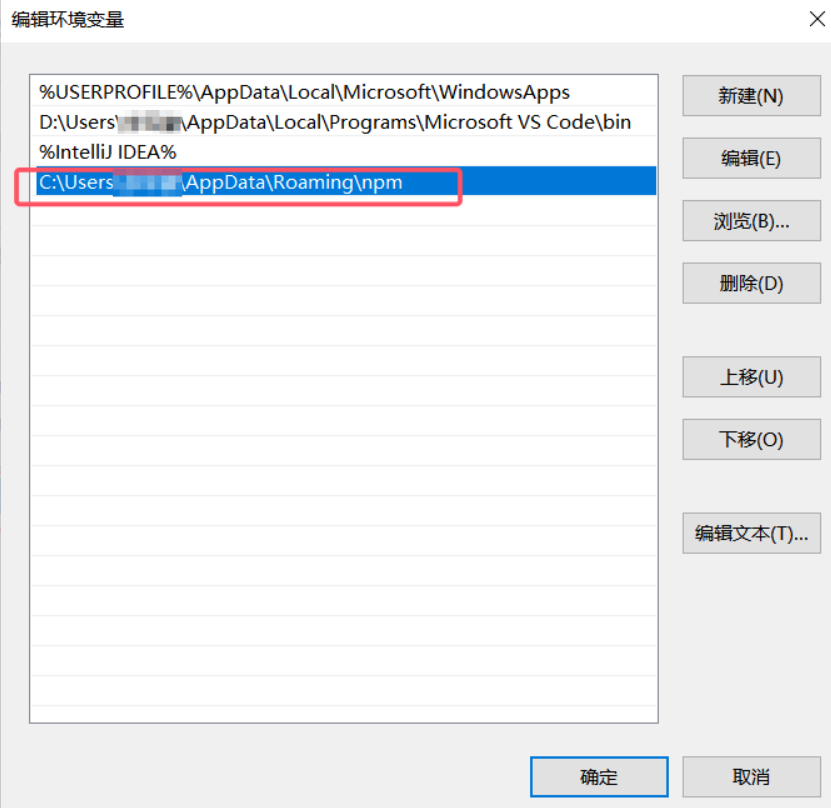 编辑环境变量
%USERPROFILE%\AppData\Local\Microsoft\WindowsApps
新建(N)
D:\Users\ \AppData\Local\Programs\Microsoft VS Code\bin
%IntelliJ IDEA%
编辑(E)
C:\Users \AppData\Roaming\npm
浏览(B)...
删除(D)
上移(U)
下移(O)
编辑文本(T)...
确定
取消